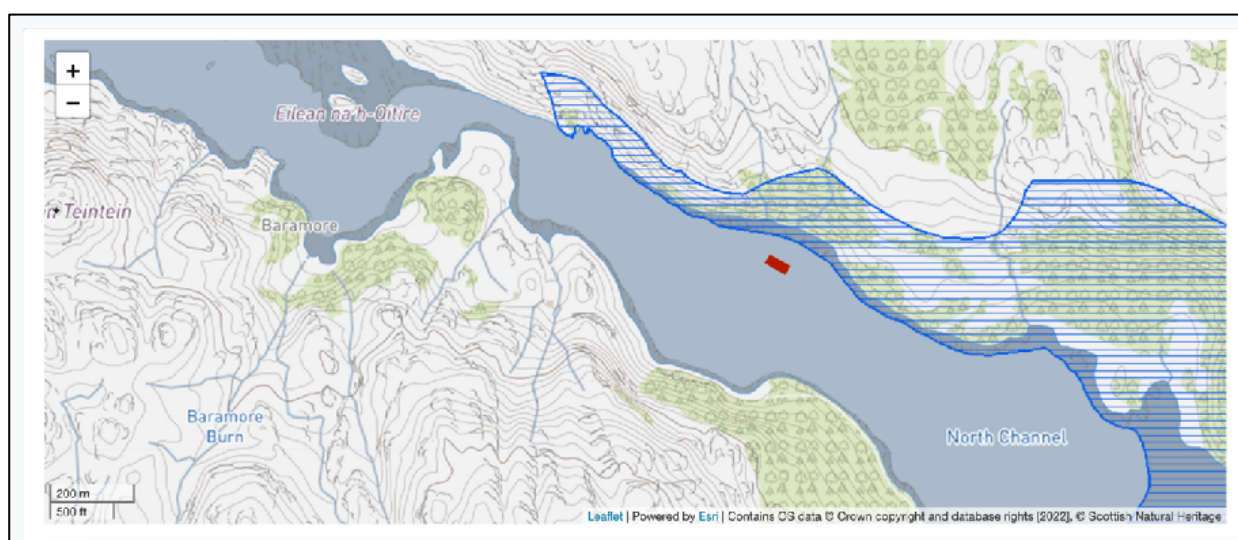 +
−
Eilean na h-Oitire
n Teintein
Baramore
Baramore
Burn
North Channel
200 m
500 ft
Leaflet | Powered by Esri | Contains OS data © Crown copyright and database rights [2022], © Scottish Natural Heritage